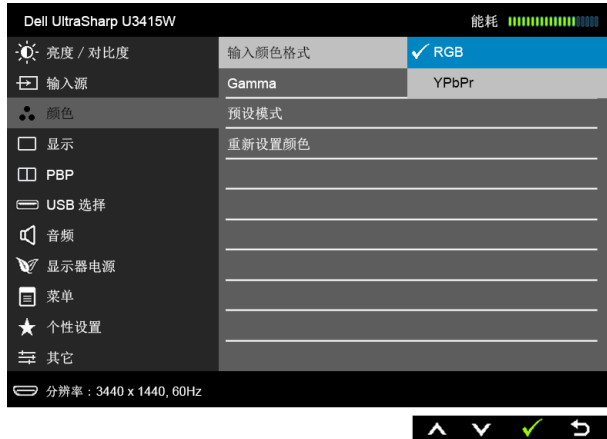 Dell UltraSharp U3415W 能耗
亮度 / 对比度 输入颜色格式 RGB
输入源 Gamma YPbPr
颜色 预设模式
显示 重新设置颜色
PBP
USB 选择
音频
显示器电源
菜单
个性设置
其它
分辨率：3440 x 1440, 60Hz